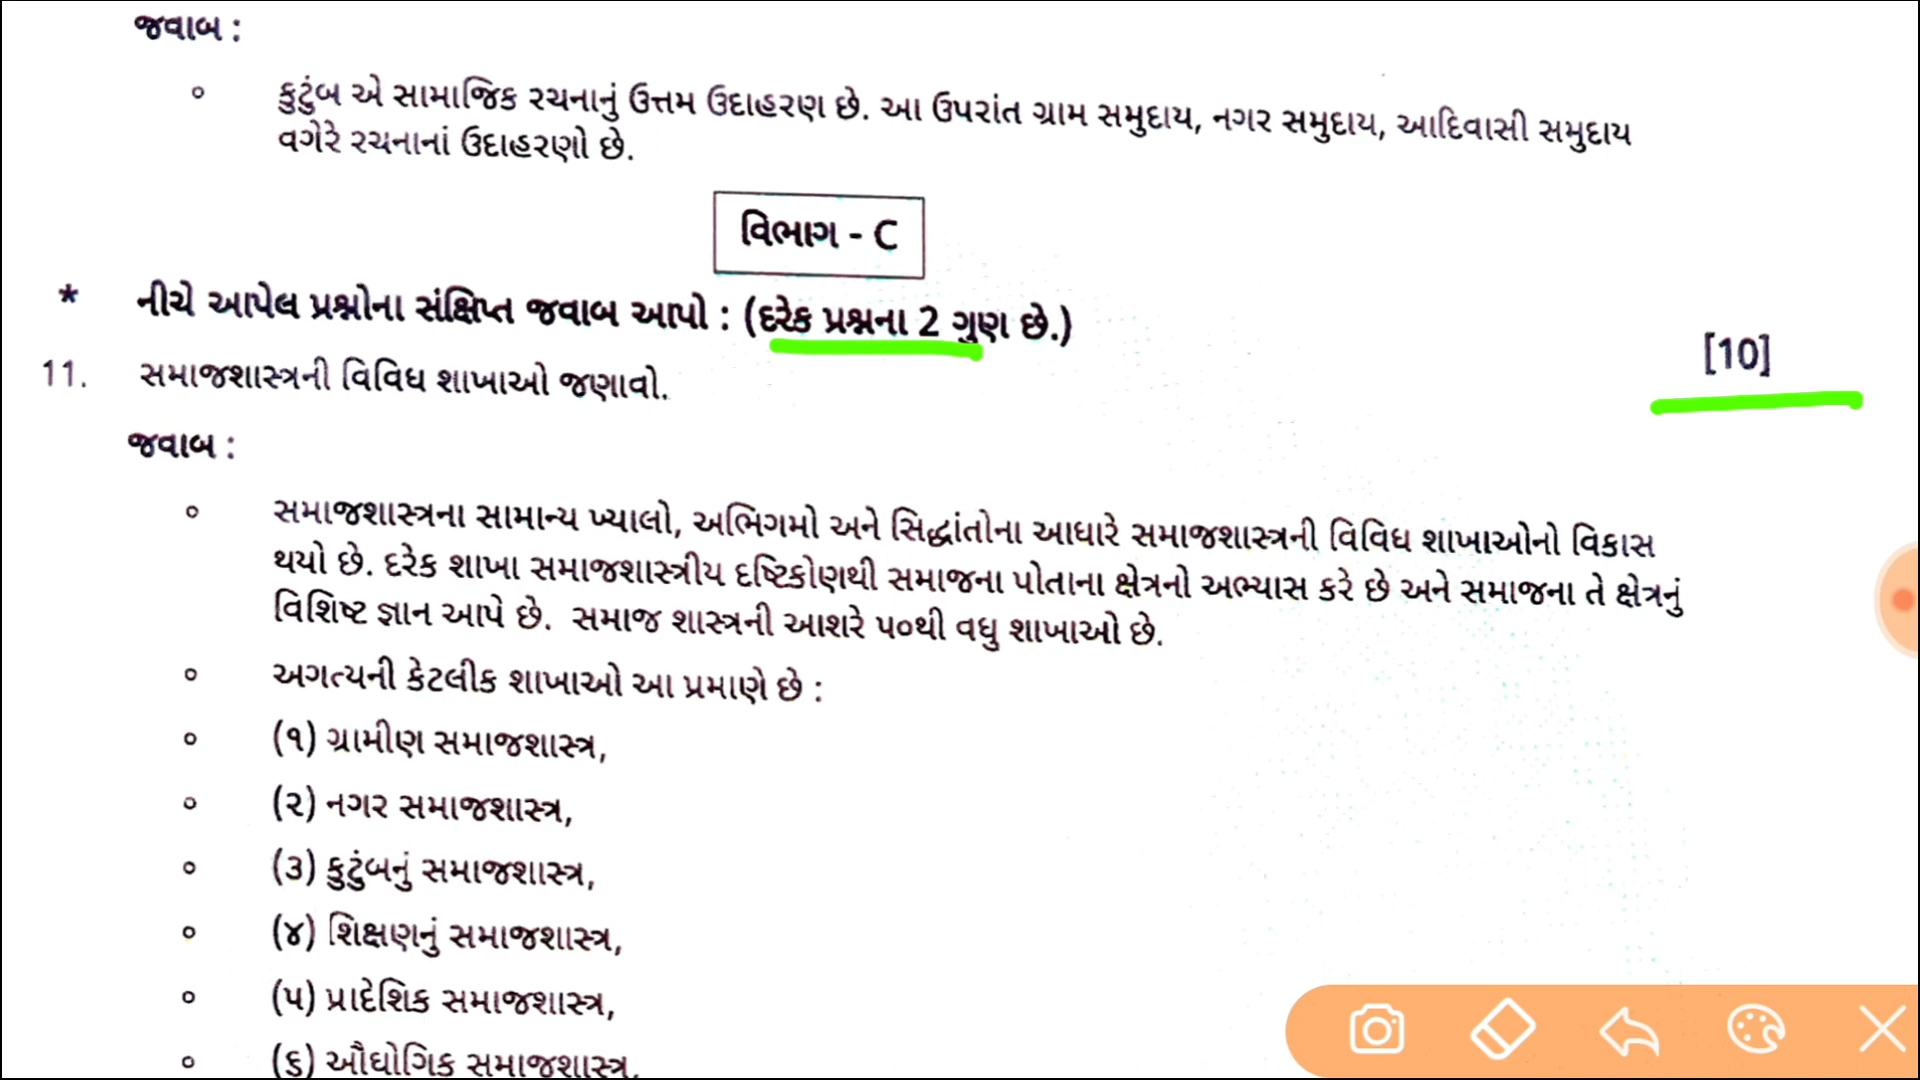 જવાબ :
કુટુંબ એ સામાજિક રચનાનું ઉત્તમ ઉદાહરણ છે. આ ઉપરાંત ગ્રામ સમુદાય, નગર સમુદાય, આદિવાસી સમુદાય
વગેરે રચનાનાં ઉદાહરણો છે.
વિભાગ - C
* નીચે આપેલ પ્રશ્નોના સંક્ષિપ્ત જવાબ આપો : (દરેક પ્રશ્નના 2 ગુણ છે.)
[10]
11. સમાજશાસ્ત્રની વિવિધ શાખાઓ જણાવો.
જવાબ :
સમાજશાસ્ત્રના સામાન્ય ખ્યાલો, અભિગમો અને સિદ્ધાંતોના આધારે સમાજશાસ્ત્રની વિવિધ શાખાઓનો વિકાસ
થયો છે. દરેક શાખા સમાજશાસ્ત્રીય દષ્ટિકોણથી સમાજના પોતાના ક્ષેત્રનો અભ્યાસ કરે છે અને સમાજના તે ક્ષેત્રનું
વિશિષ્ટ જ્ઞાન આપે છે. સમાજ શાસ્ત્રની આશરે ૫૦થી વધુ શાખાઓ છે.
અગત્યની કેટલીક શાખાઓ આ પ્રમાણે છે :
(૧) ગ્રામીણ સમાજશાસ્ત્ર,
(૨) નગર સમાજશાસ્ત્ર,
(૩) કુટુંબનું સમાજશાસ્ત્ર,
(૪) શિક્ષણનું સમાજશાસ્ત્ર,
(૫) પ્રાદેશિક સમાજશાસ્ત્ર,
(૬) ઔદ્યોગિક સમાજશાસ્ત્ર,